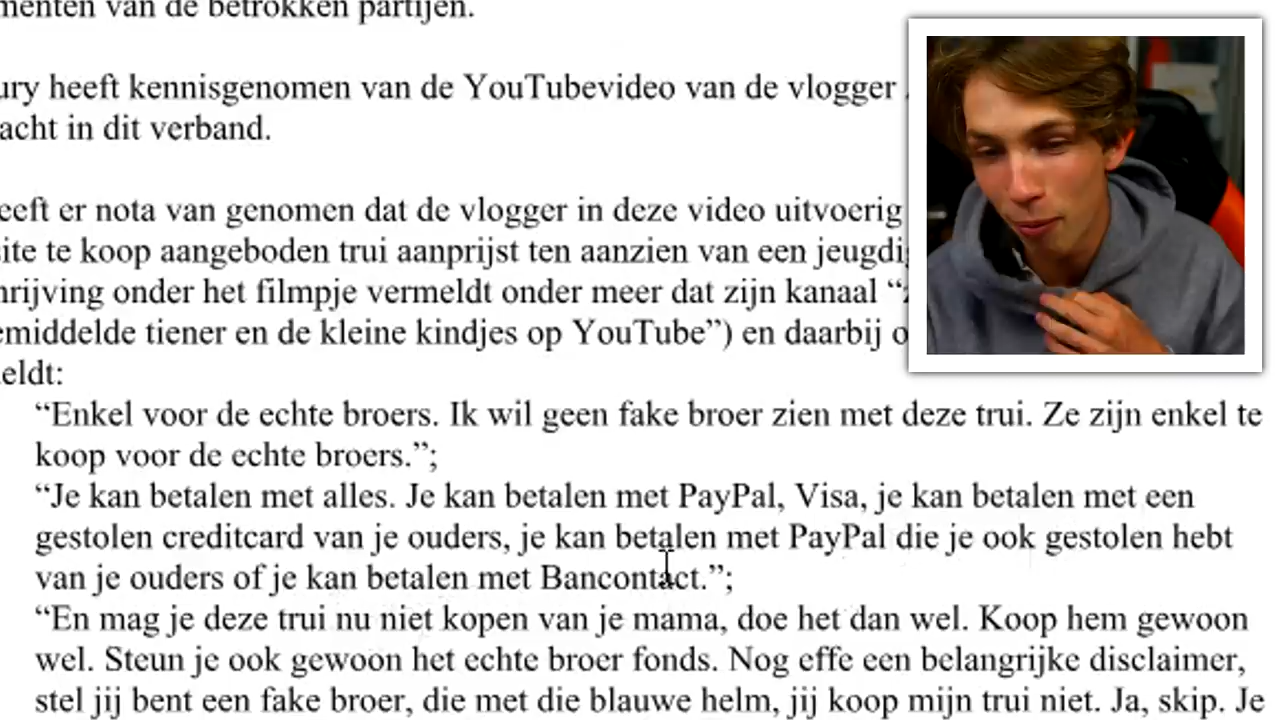 menten van de betrokken partijen.
ury heeft kennisgenomen van de YouTubevideo van de vlogger
acht in dit verband.
eeft er nota van genomen dat de vlogger in deze video uitvoerig
ite te koop aangeboden trui aanprijst ten aanzien van een jeugdi
hrijving onder het filmpje vermeldt onder meer dat zijn kanaal “
emiddelde tiener en de kleine kindjes op YouTube”) en daarbij o
eldt:
“Enkel voor de echte broers. Ik wil geen fake broer zien met deze trui. Ze zijn enkel te
koop voor de echte broers.”;
“Je kan betalen met alles. Je kan betalen met PayPal, Visa, je kan betalen met een
gestolen creditcard van je ouders, je kan betalen met PayPal die je ook gestolen hebt
van je ouders of je kan betalen met Bancontact.”;
“En mag je deze trui nu niet kopen van je mama, doe het dan wel. Koop hem gewoon
wel. Steun je ook gewoon het echte broer fonds. Nog effe een belangrijke disclaimer,
stel jij bent een fake broer, die met die blauwe helm, jij koop mijn trui niet. Ja, skip. Je